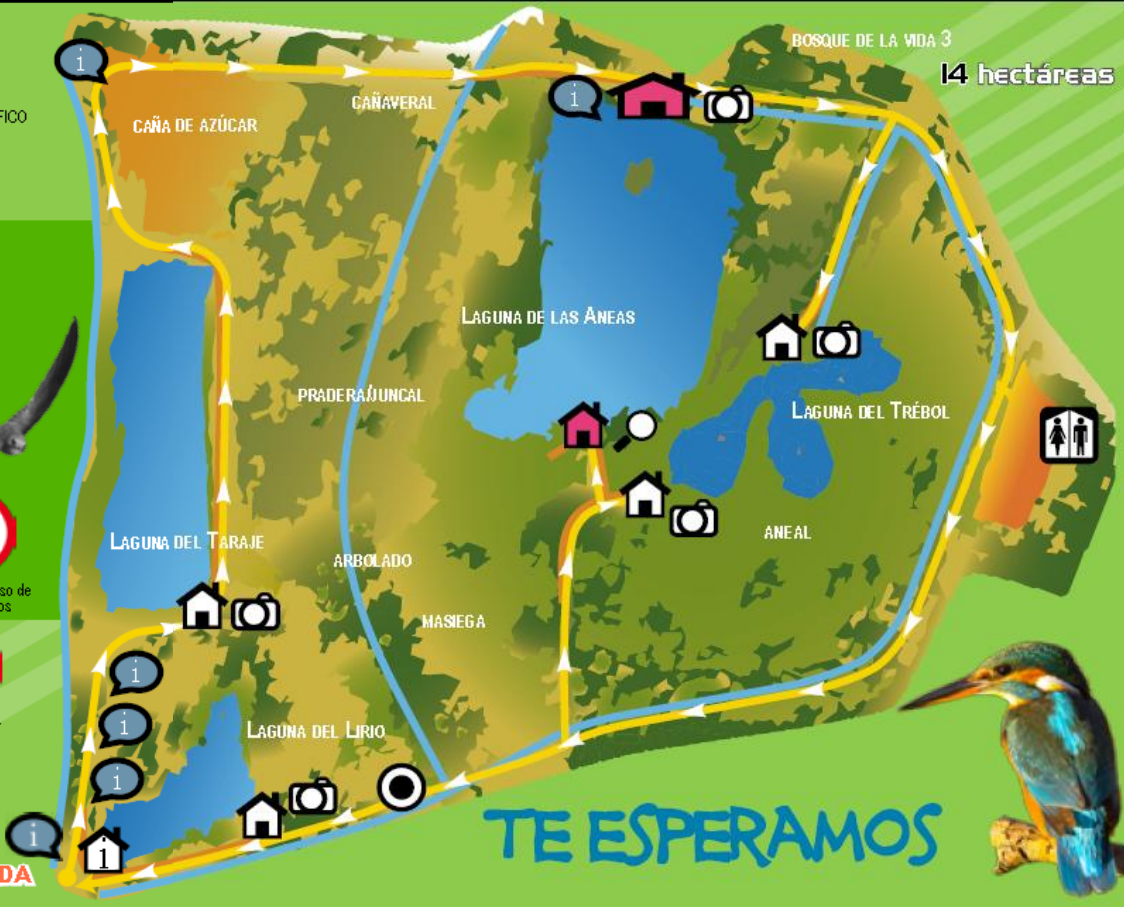 BOSQUE DE LA VIDA 3
14 hectáreas
i
i
FICO
CAÑAVERAL
CAÑA DE AZÚCAR
LAGUNA DE LAS ANEAS
PRADERA/JUNCAL
LAGUNA DEL TRÉBOL
LAGUNA DEL TARAJE
ANEAL
ARBOLADO
so de
os
MASIEGA
i
i
LAGUNA DEL LIRIO
i
i
1
TE ESPERAMOS
DA